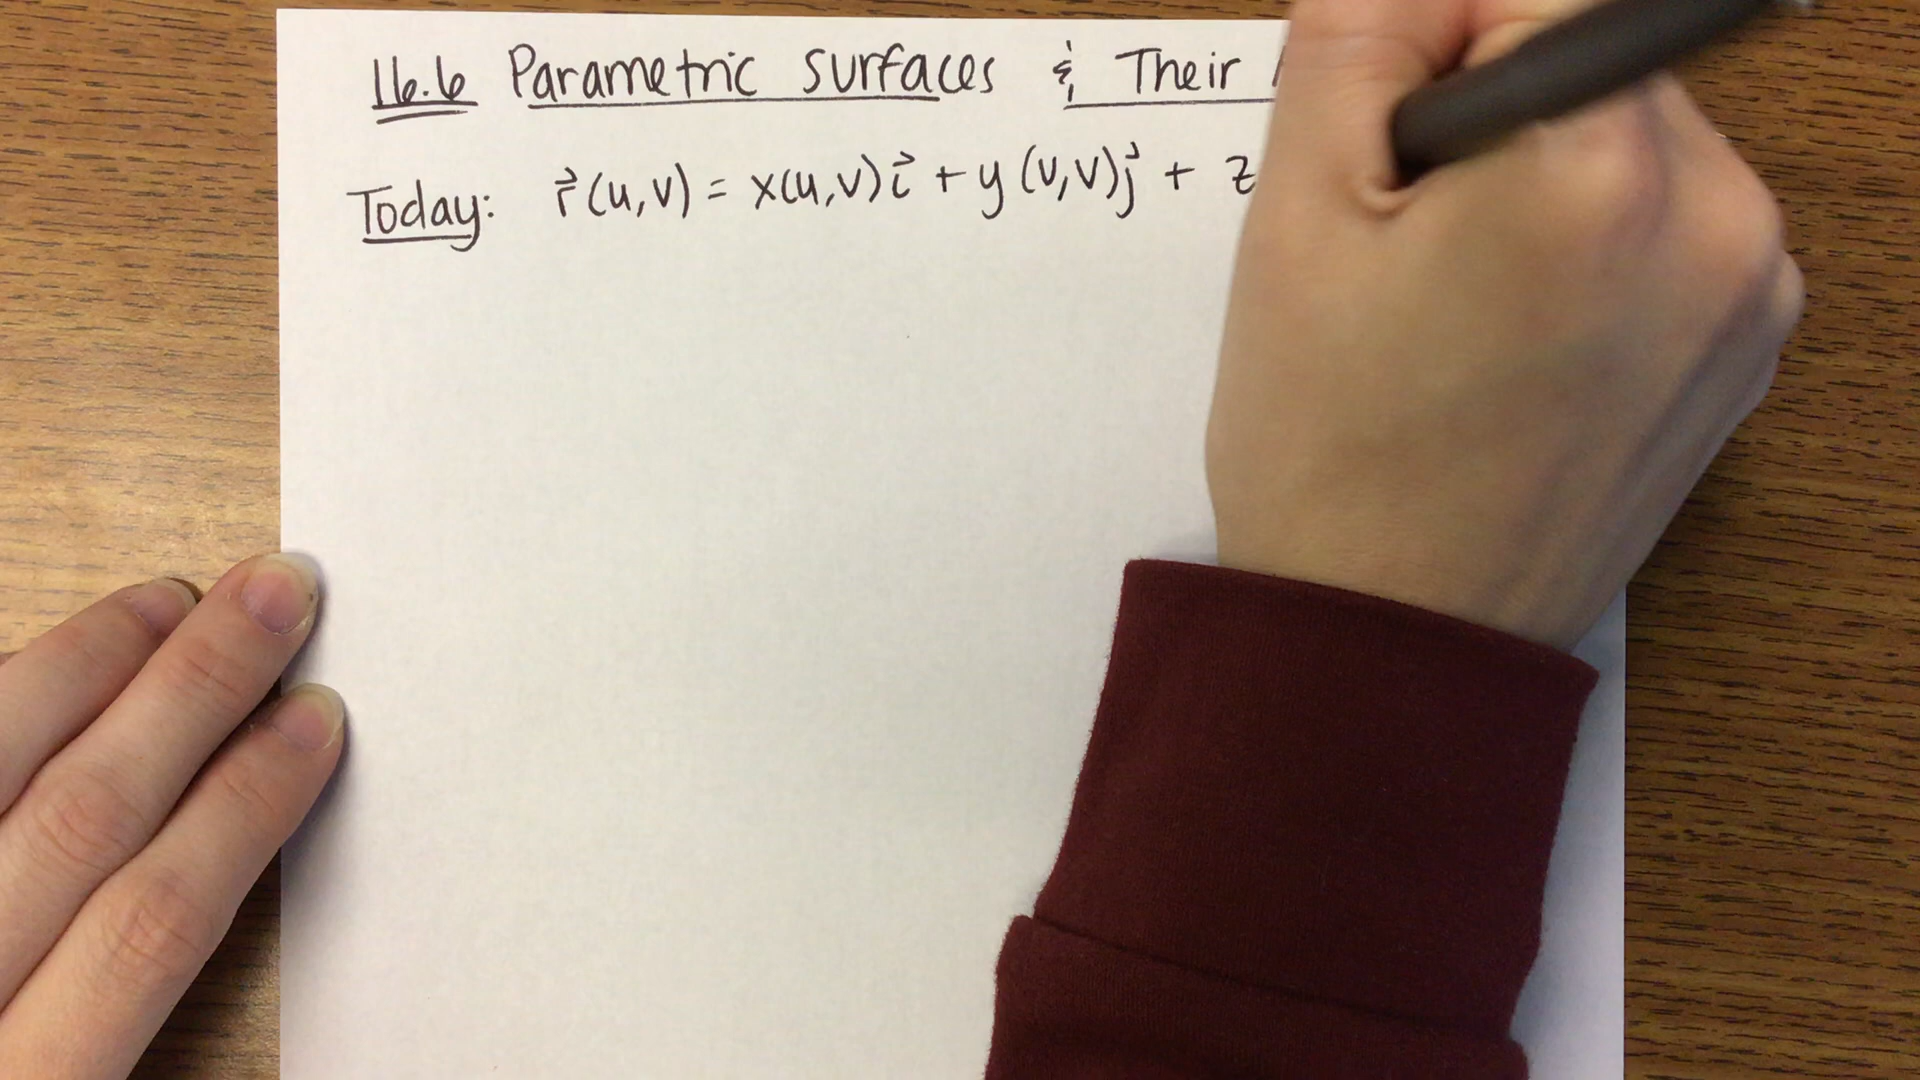 16.6 Parametric Surfaces & Their
Today: r⃗(u,v) = x(u,v)i⃗ + y(v,v)j⃗ + z